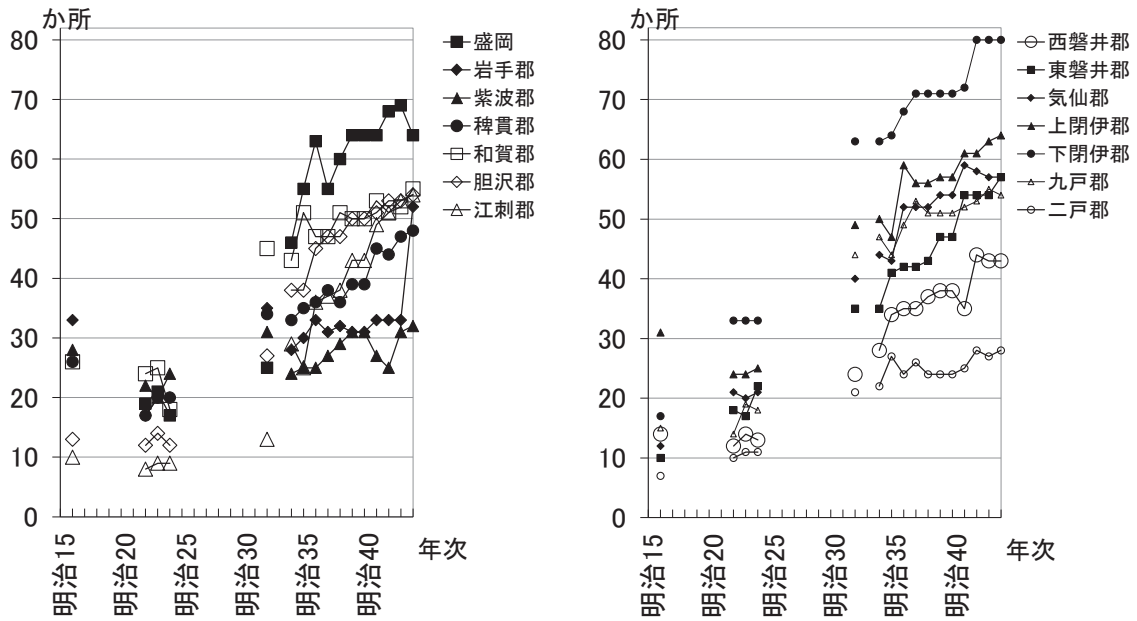 か所
80
70
60
50
40
30
20
10
0
明治15
明治20
明治25
明治30
明治35
明治40
年次
盛岡
岩手郡
紫波郡
稗貫郡
和賀郡
胆沢郡
江刺郡
か所
80
70
60
50
40
30
20
10
0
明治15
明治20
明治25
明治30
明治35
明治40
年次
西磐井郡
東磐井郡
気仙郡
上閉伊郡
下閉伊郡
九戸郡
二戸郡